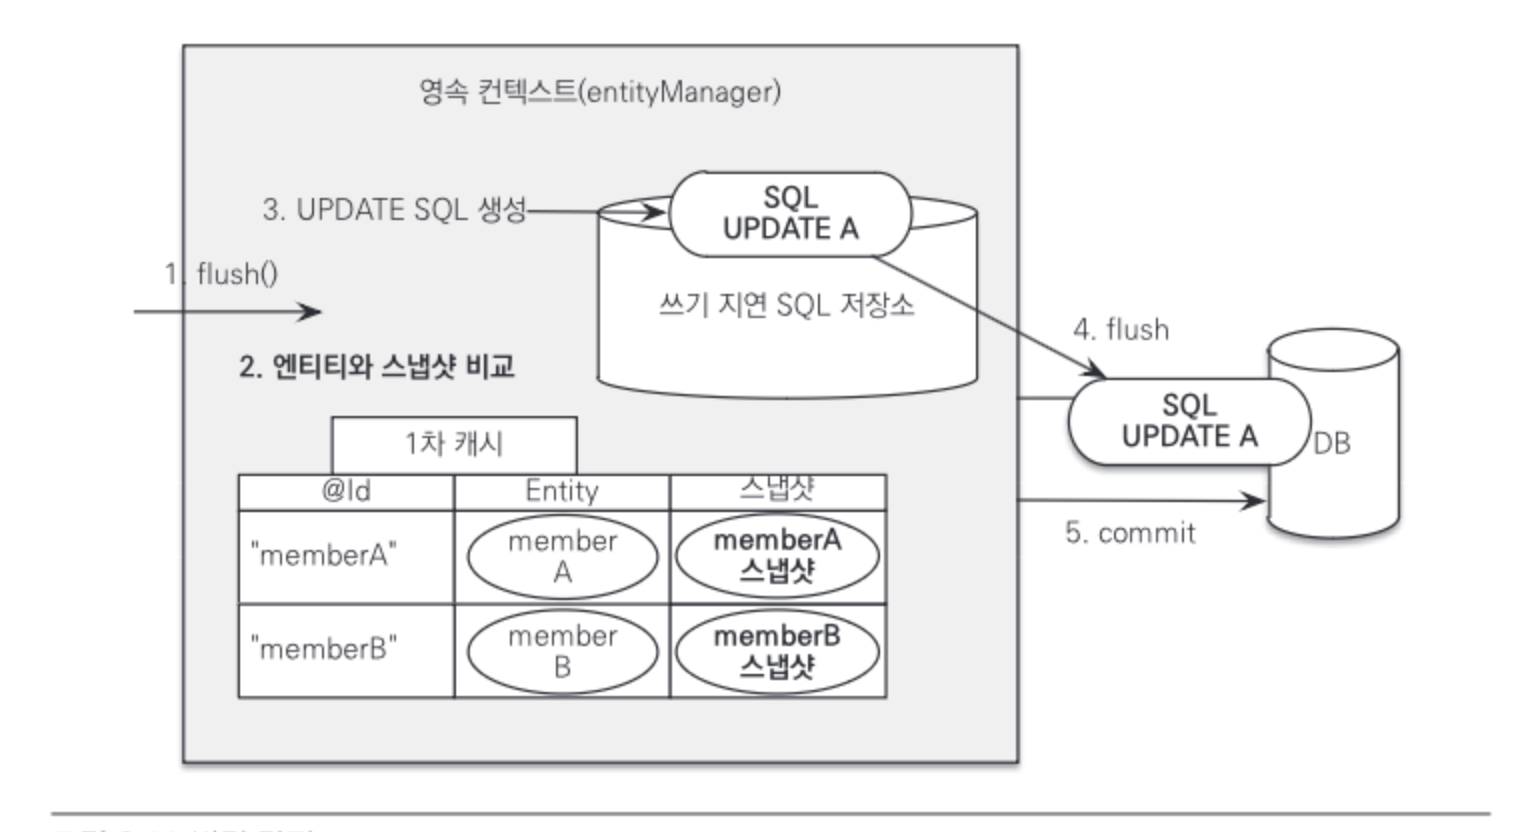 영속 컨텍스트(entityManager)
3. UPDATE SQL 생성
SQL
UPDATE A
1. flush()
쓰기 지연 SQL 저장소
4. flush
2. 엔티티와 스냅샷 비교
SQL
UPDATE A
DB
1차 캐시
@Id Entity 스냅샷
5. commit
"memberA" member
A memberA
스냅샷
"memberB" member
B memberB
스냅샷